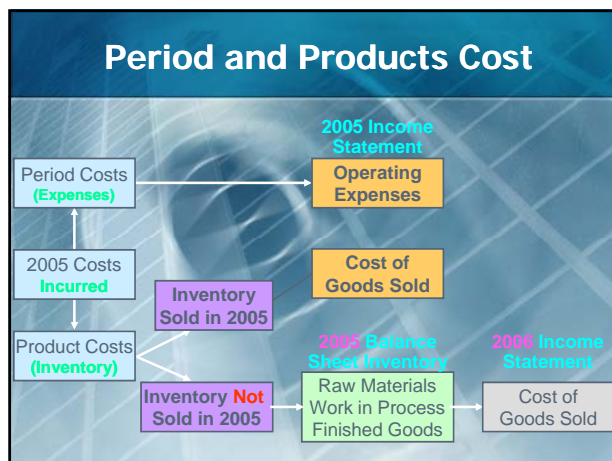 Period and Products Cost
2005 Income
Statement
Period Costs
(Expenses)
Operating
Expenses
2005 Costs
Incurred
Cost of
Goods Sold
Inventory
Sold in 2005
Product Costs
(Inventory)
2005 Balance
Sheet Inventory
2006 Income
Statement
Inventory Not
Sold in 2005
Raw Materials
Work in Process
Finished Goods
Cost of
Goods Sold